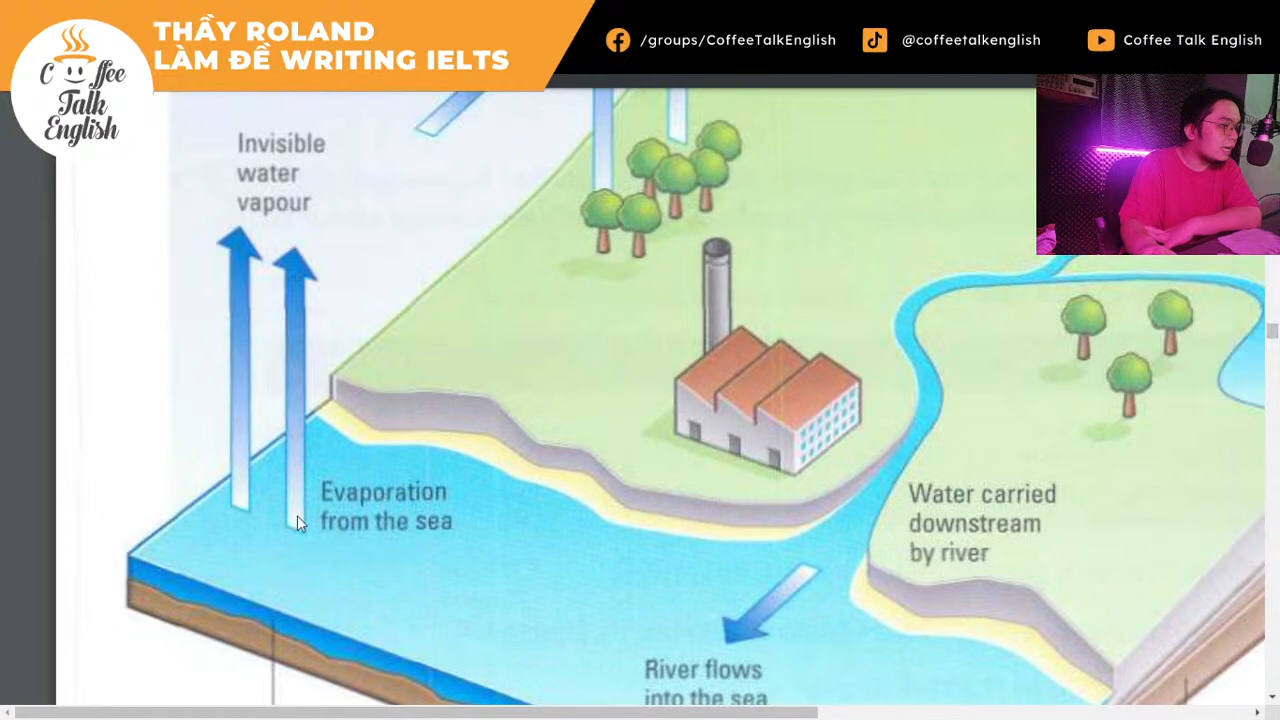 THẦY ROLAND
LÀM ĐỀ WRITING IELTS
Coffee
Talk
English
/groups/CoffeeTalkEnglish
@coffeetalkenglish
Coffee Talk English
Invisible
water
vapour
Evaporation
from the sea
Water carried
downstream
by river
River flows
into the sea